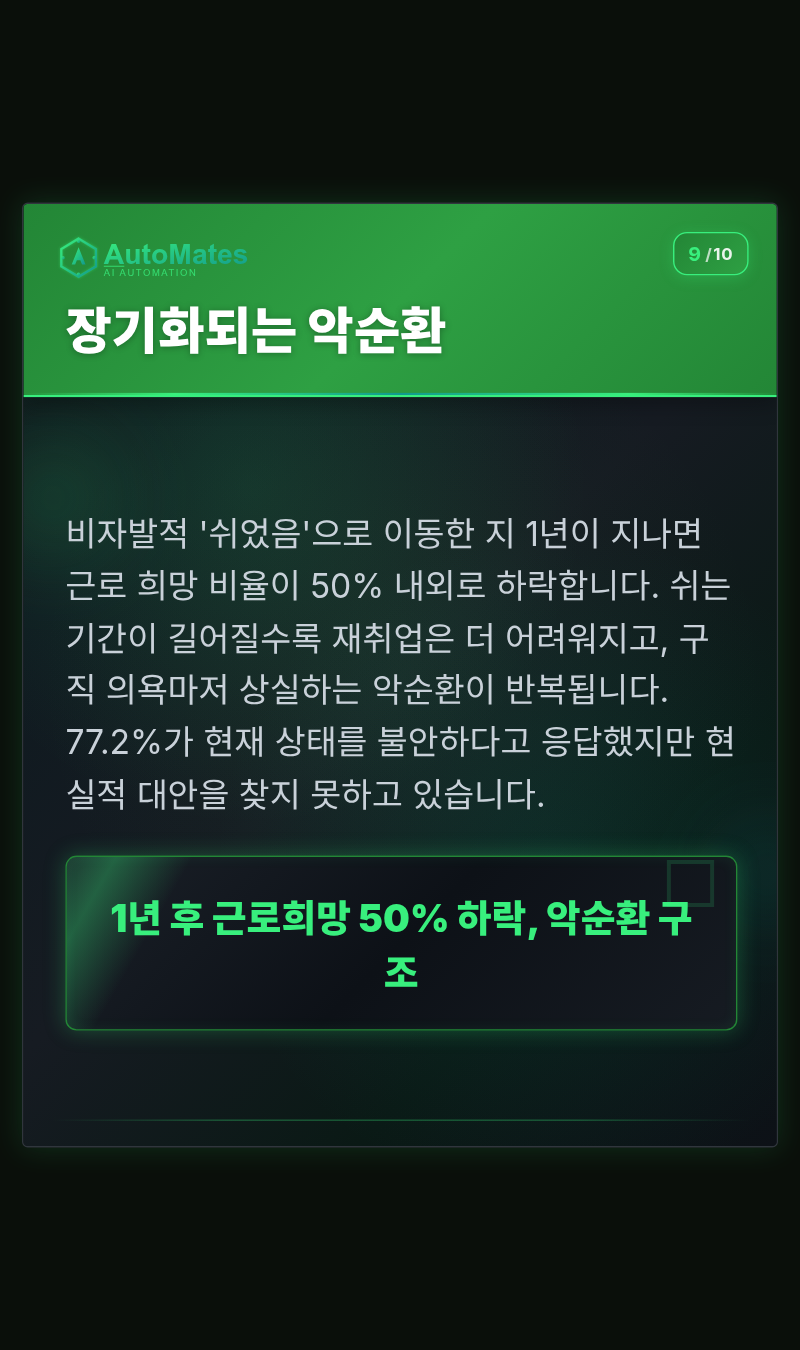 AutoMates
AI AUTOMATION
9 /10
장기화되는 악순환
비자발적 '쉬었음'으로 이동한 지 1년이 지나면
근로 희망 비율이 50% 내외로 하락합니다. 쉬는
기간이 길어질수록 재취업은 더 어려워지고, 구
직 의욕마저 상실하는 악순환이 반복됩니다.
77.2%가 현재 상태를 불안하다고 응답했지만 현
실적 대안을 찾지 못하고 있습니다.
1년 후 근로희망 50% 하락, 악순환 구
조